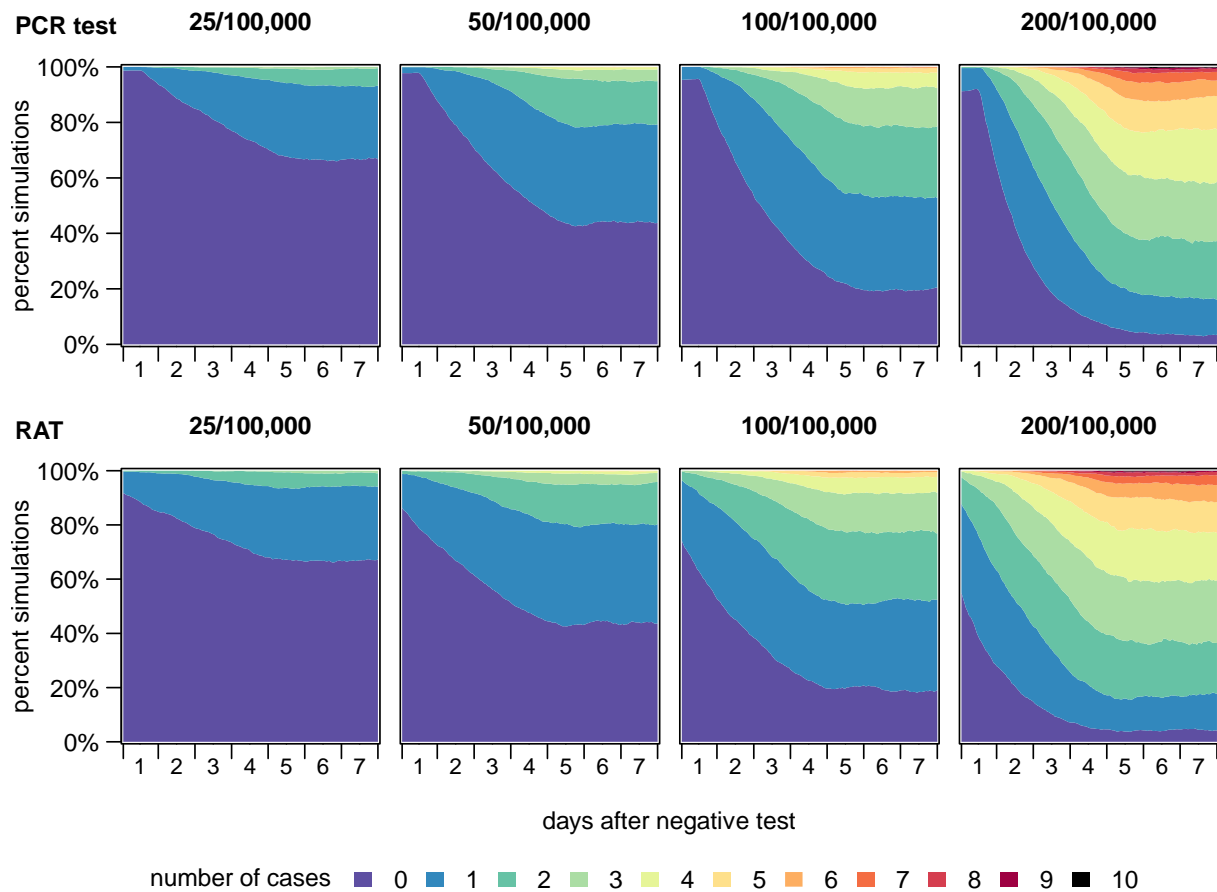 PCR test 25/100,000 50/100,000 100/100,000 200/100,000
percent simulations
100%
80%
60%
40%
20%
0%
1 2 3 4 5 6 7 1 2 3 4 5 6 7 1 2 3 4 5 6 7 1 2 3 4 5 6 7
RAT 25/100,000 50/100,000 100/100,000 200/100,000
percent simulations
100%
80%
60%
40%
20%
0%
1 2 3 4 5 6 7 1 2 3 4 5 6 7 1 2 3 4 5 6 7 1 2 3 4 5 6 7
days after negative test
number of cases 0 1 2 3 4 5 6 7 8 9 10